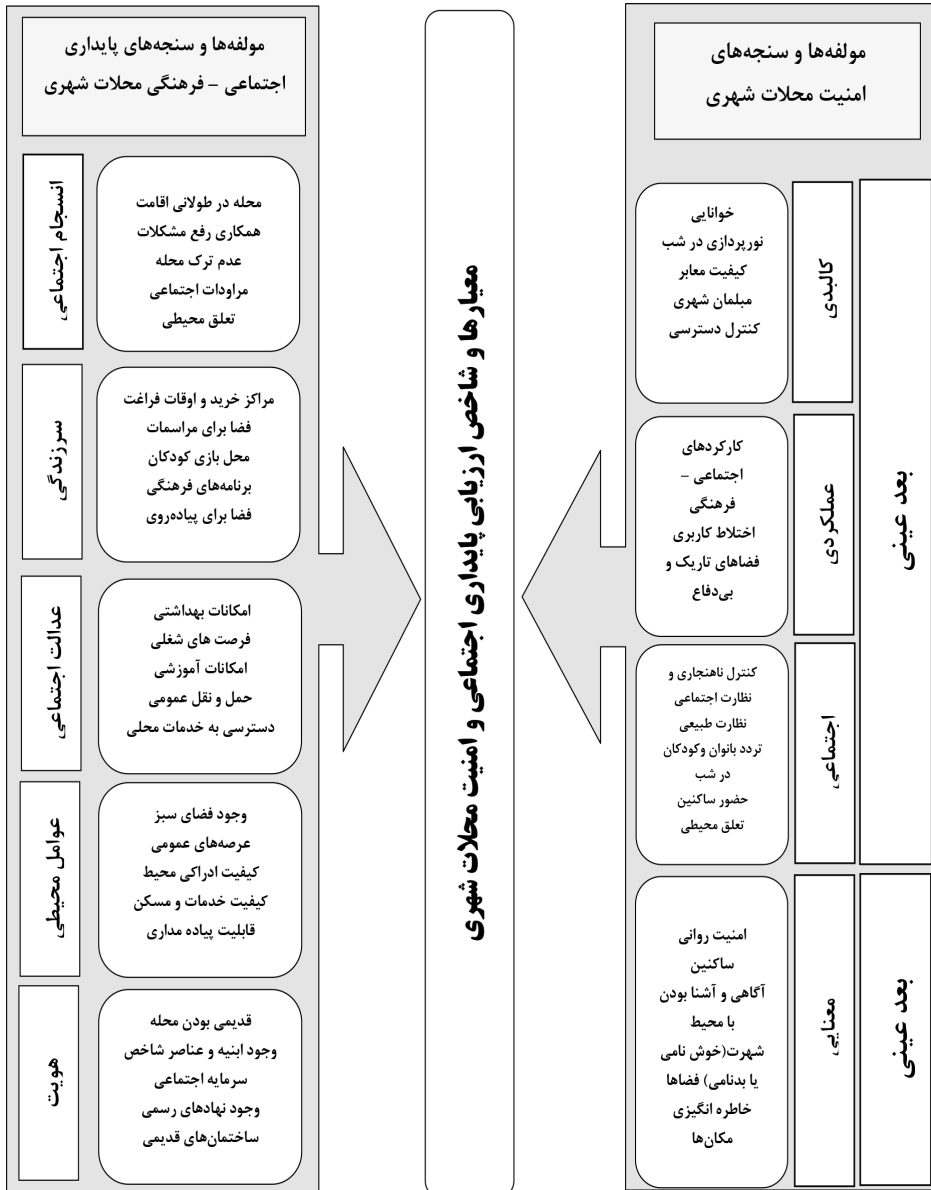 مولفه‌ها و سنجه‌های
امنیت محلات شهری
بعد عینی
کالبدی
خوانایی
نورپردازی در شب
کیفیت معابر
مبلمان شهری
کنترل دسترسی
عملکردی
کارکردهای
اجتماعی –
فرهنگی
اختلاط کاربری
فضاهای تاریک و
بی‌دفاع
اجتماعی
کنترل ناهنجاری و
نظارت اجتماعی
نظارت طبیعی
تردد بانوان وکودکان
در شب
حضور ساکنین
تعلق محیطی
بعد عینی
معنایی
امنیت روانی
ساکنین
آگاهی و آشنا بودن
با محیط
شهرت(خوش نامی
یا بدنامی) فضاها
خاطره انگیزی
مکان‌ها
معیارها و شاخص ارزیابی پایداری اجتماعی و امنیت محلات شهری
مولفه‌ها و سنجه‌های پایداری
اجتماعی – فرهنگی محلات شهری
انسجام اجتماعی
محله در طولانی اقامت
همکاری رفع مشکلات
عدم ترک محله
مراودات اجتماعی
تعلق محیطی
سرزندگی
مراکز خرید و اوقات فراغت
فضا برای مراسمات
محل بازی کودکان
برنامه‌های فرهنگی
فضا برای پیاده‌روی
عدالت اجتماعی
امکانات بهداشتی
فرصت های شغلی
امکانات آموزشی
حمل و نقل عمومی
دسترسی به خدمات محلی
عوامل محیطی
وجود فضای سبز
عرصه‌های عمومی
کیفیت ادراکی محیط
کیفیت خدمات و مسکن
قابلیت پیاده مداری
هویت
قدیمی بودن محله
وجود ابنیه و عناصر شاخص
سرمایه اجتماعی
وجود نهادهای رسمی
ساختمان‌های قدیمی